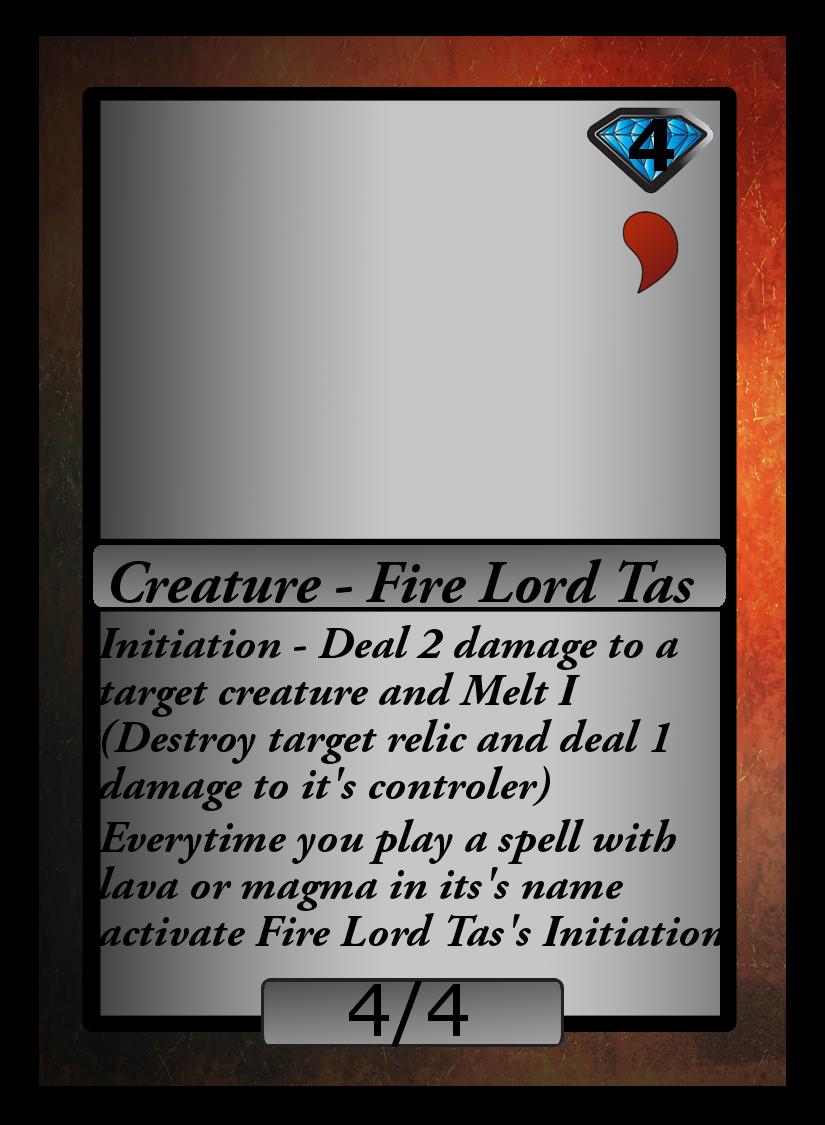 4
Creature - Fire Lord Tas
Initiation - Deal 2 damage to a
target creature and Melt I
(Destroy target relic and deal 1
damage to it's controler)
Everytime you play a spell with
lava or magma in its's name
activate Fire Lord Tas's Initiation
4/4